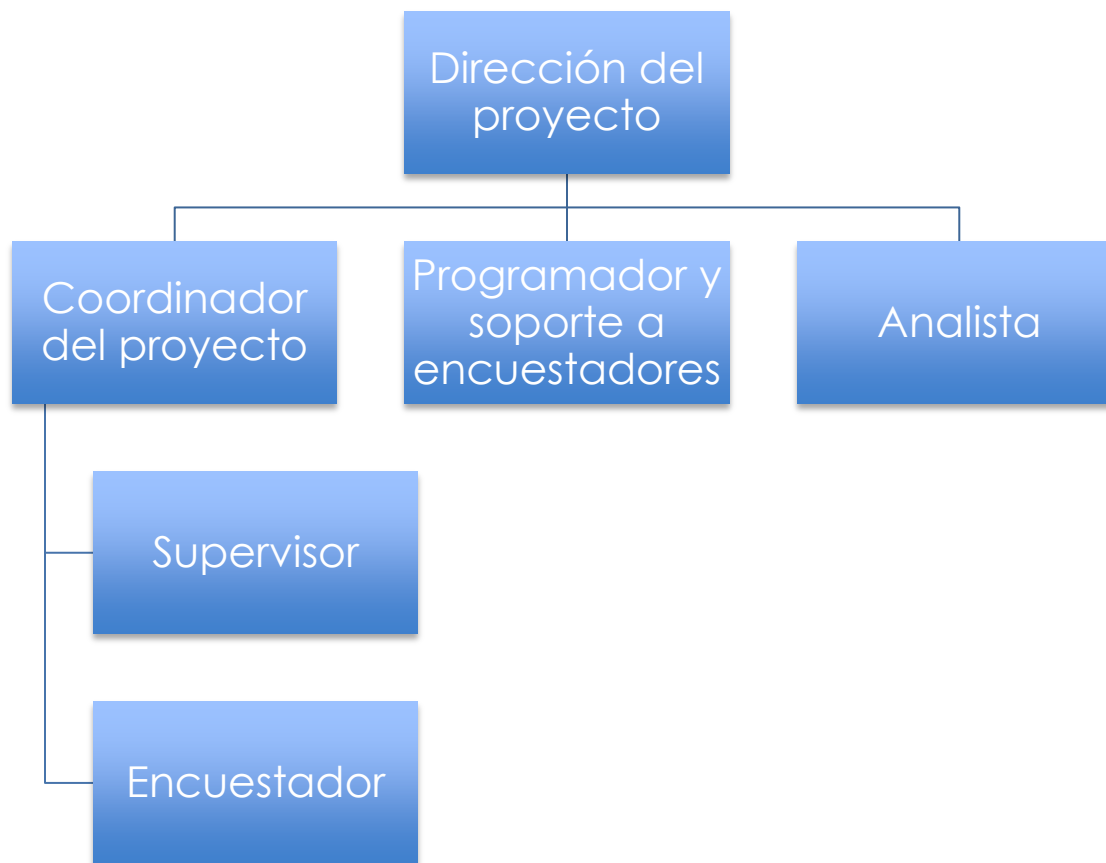 Dirección del
proyecto
Coordinador
del proyecto
Programador y
soporte a
encuestadores
Analista
Supervisor
Encuestador